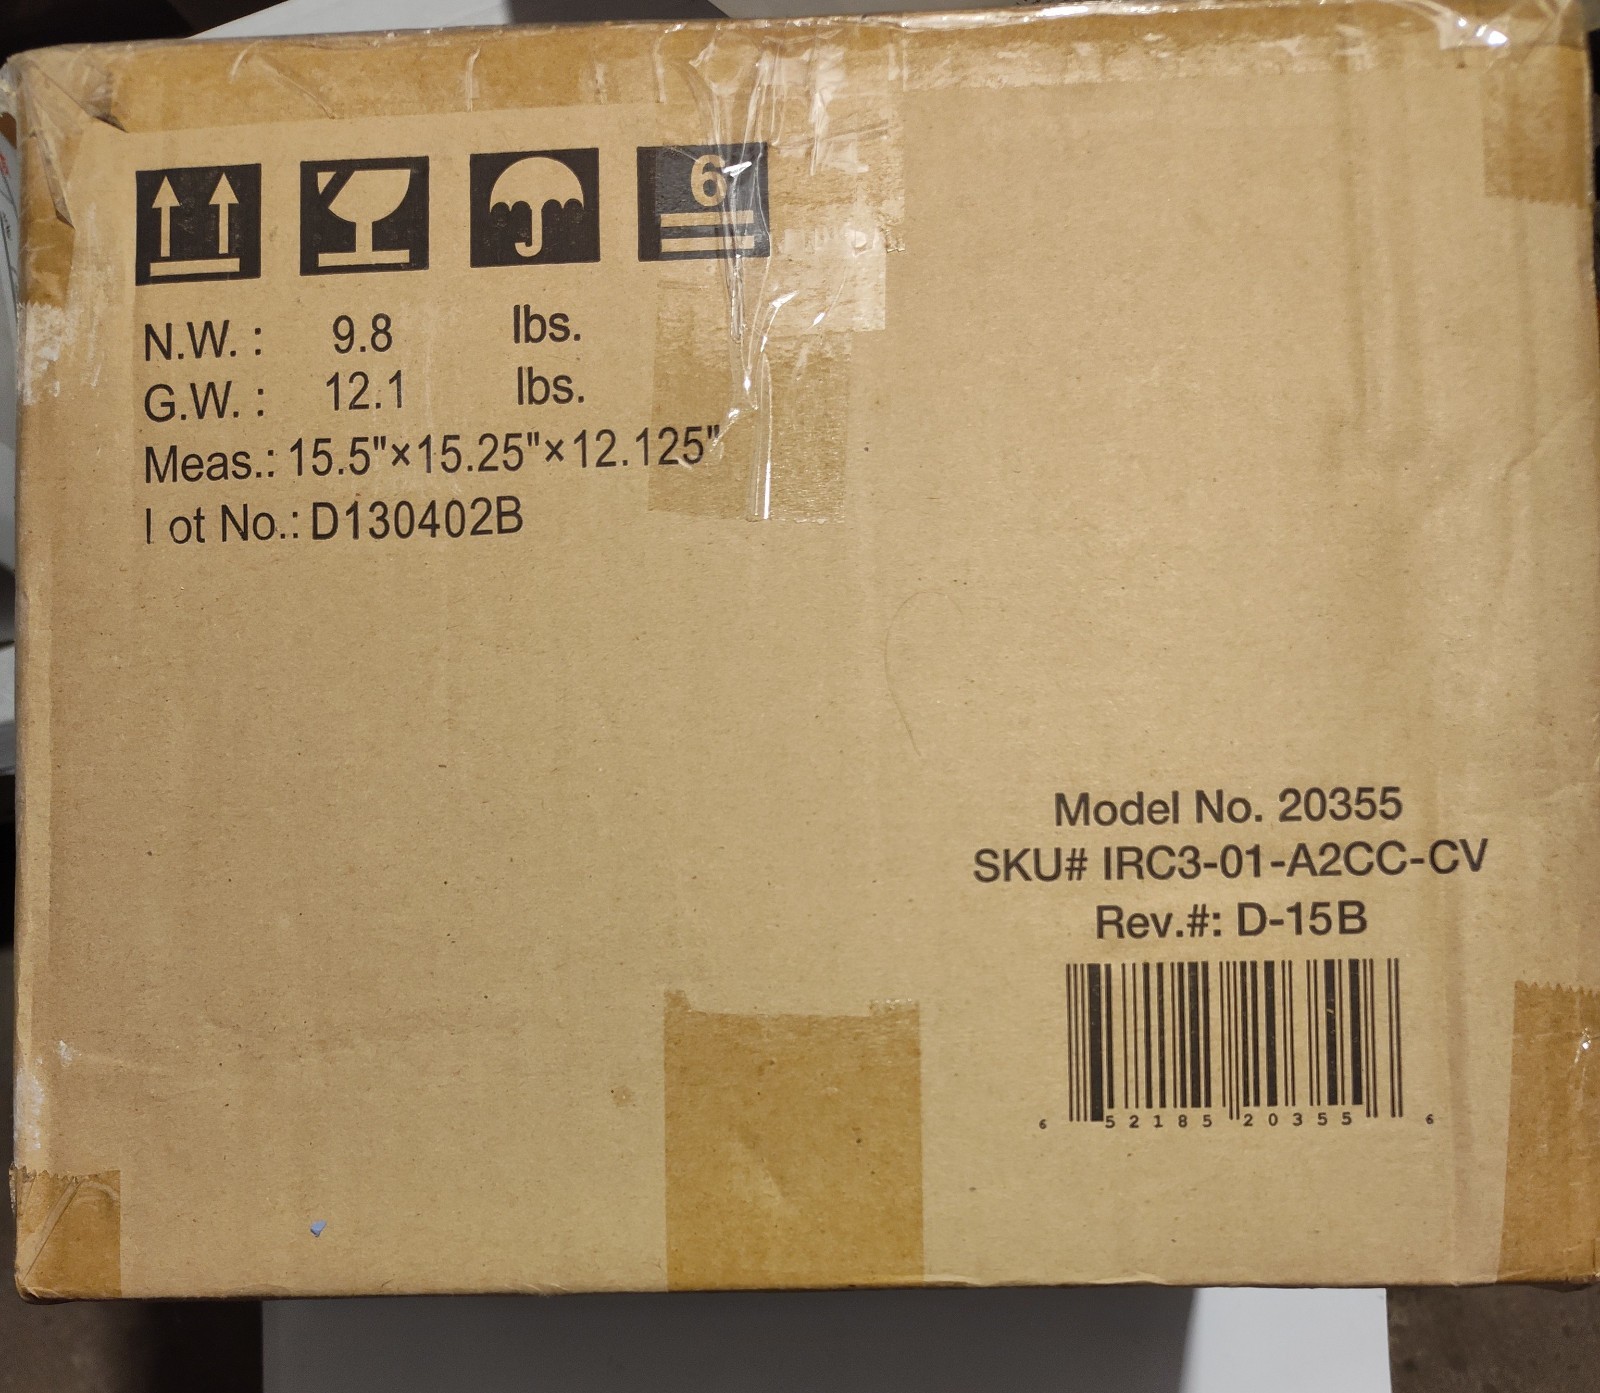 6
N.W. : 9.8 lbs.
G.W. : 12.1 lbs.
Meas.: 15.5"×15.25"×12.125"
Lot No.: D130402B
Model No. 20355
SKU# IRC3-01-A2CC-CV
Rev.#: D-15B
6 52185 20355 6